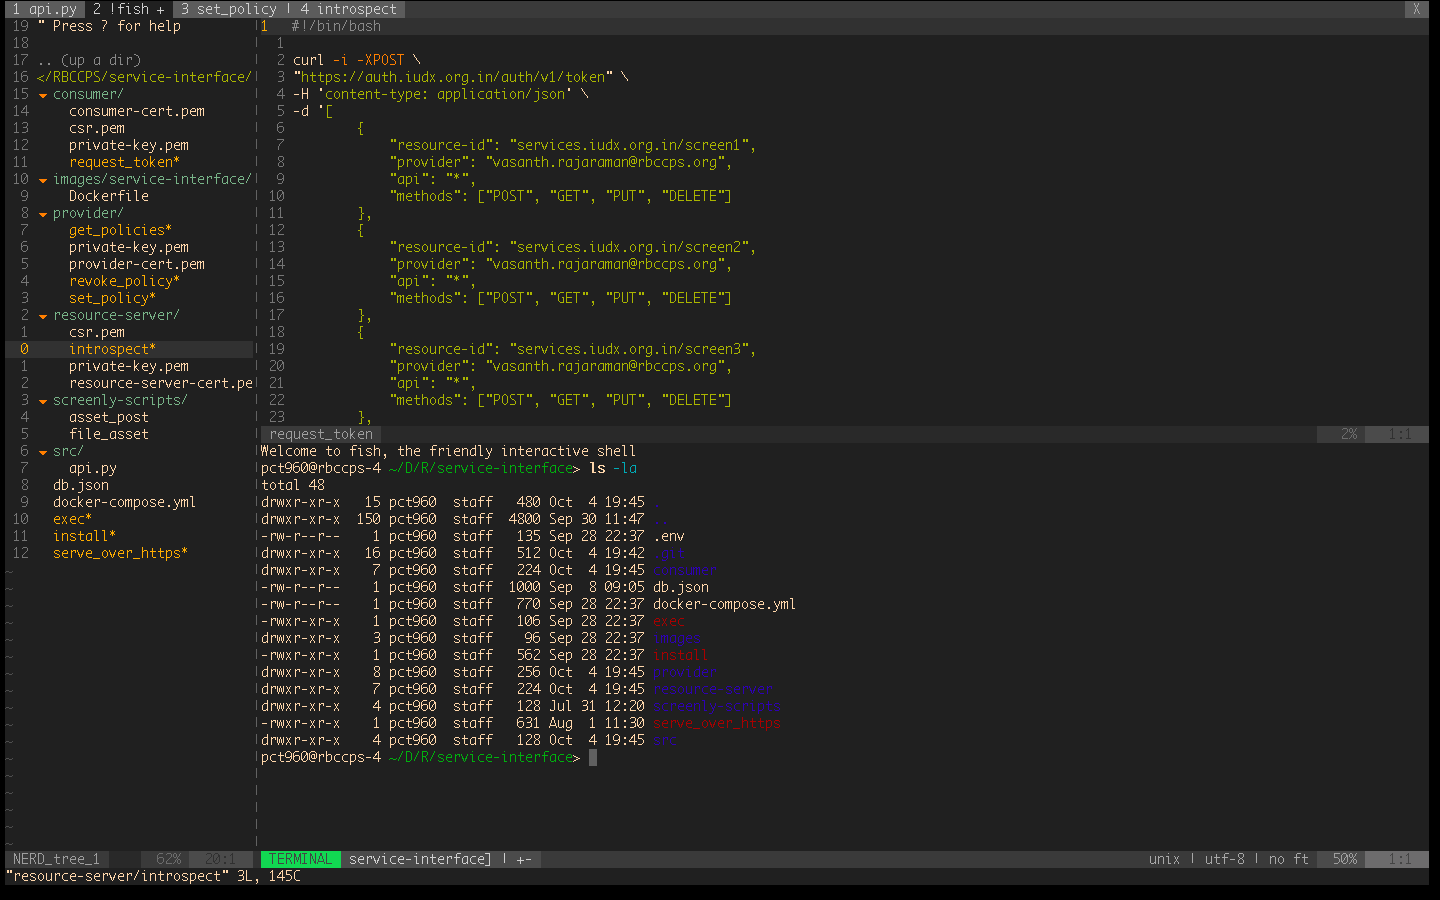 1 api.py 2 !fish + 3 set_policy | 4 introspect X
19 " Press ? for help
18
17 .. (up a dir)
16 </RBCCPS/service-interface/
15 ▾ consumer/
14 consumer-cert.pem
13 csr.pem
12 private-key.pem
11 request_token*
10 ▾ images/service-interface/
9 Dockerfile
8 ▾ provider/
7 get_policies*
6 private-key.pem
5 provider-cert.pem
4 revoke_policy*
3 set_policy*
2 ▾ resource-server/
1 csr.pem
0 introspect*
1 private-key.pem
2 resource-server-cert.pe
3 ▾ screenly-scripts/
4 asset_post
5 file_asset
6 ▾ src/
7 api.py
8 db.json
9 docker-compose.yml
10 exec*
11 install*
12 serve_over_https*
NERD_tree_1 62% 20:1
1 #!/bin/bash
1
2 curl -i -XPOST \
3 "https://auth.iudx.org.in/auth/v1/token" \
4 -H 'content-type: application/json' \
5 -d '[
6 {
7 "resource-id": "services.iudx.org.in/screen1",
8 "provider": "vasanth.rajaraman@rbccps.org",
9 "api": "*",
10 "methods": ["POST", "GET", "PUT", "DELETE"]
11 },
12 {
13 "resource-id": "services.iudx.org.in/screen2",
14 "provider": "vasanth.rajaraman@rbccps.org",
15 "api": "*",
16 "methods": ["POST", "GET", "PUT", "DELETE"]
17 },
18 {
19 "resource-id": "services.iudx.org.in/screen3",
20 "provider": "vasanth.rajaraman@rbccps.org",
21 "api": "*",
22 "methods": ["POST", "GET", "PUT", "DELETE"]
23 },
request_token 2% 1:1
Welcome to fish, the friendly interactive shell
pct960@rbccps-4 ~/D/R/service-interface> ls -la
total 48
drwxr-xr-x 15 pct960 staff 480 Oct 4 19:45 .
drwxr-xr-x 150 pct960 staff 4800 Sep 30 11:47 ..
-rw-r--r-- 1 pct960 staff 135 Sep 28 22:37 .env
drwxr-xr-x 16 pct960 staff 512 Oct 4 19:42 .git
drwxr-xr-x 7 pct960 staff 224 Oct 4 19:45 consumer
-rw-r--r-- 1 pct960 staff 1000 Sep 8 09:05 db.json
-rw-r--r-- 1 pct960 staff 770 Sep 28 22:37 docker-compose.yml
-rwxr-xr-x 1 pct960 staff 106 Sep 28 22:37 exec
drwxr-xr-x 3 pct960 staff 96 Sep 28 22:37 images
-rwxr-xr-x 1 pct960 staff 562 Sep 28 22:37 install
drwxr-xr-x 8 pct960 staff 256 Oct 4 19:45 provider
drwxr-xr-x 7 pct960 staff 224 Oct 4 19:45 resource-server
drwxr-xr-x 4 pct960 staff 128 Jul 31 12:20 screenly-scripts
-rwxr-xr-x 1 pct960 staff 631 Aug 1 11:30 serve_over_https
drwxr-xr-x 4 pct960 staff 128 Oct 4 19:45 src
pct960@rbccps-4 ~/D/R/service-interface>
TERMINAL service-interface] | +- unix | utf-8 | no ft 50% 1:1
"resource-server/introspect" 3L, 145C